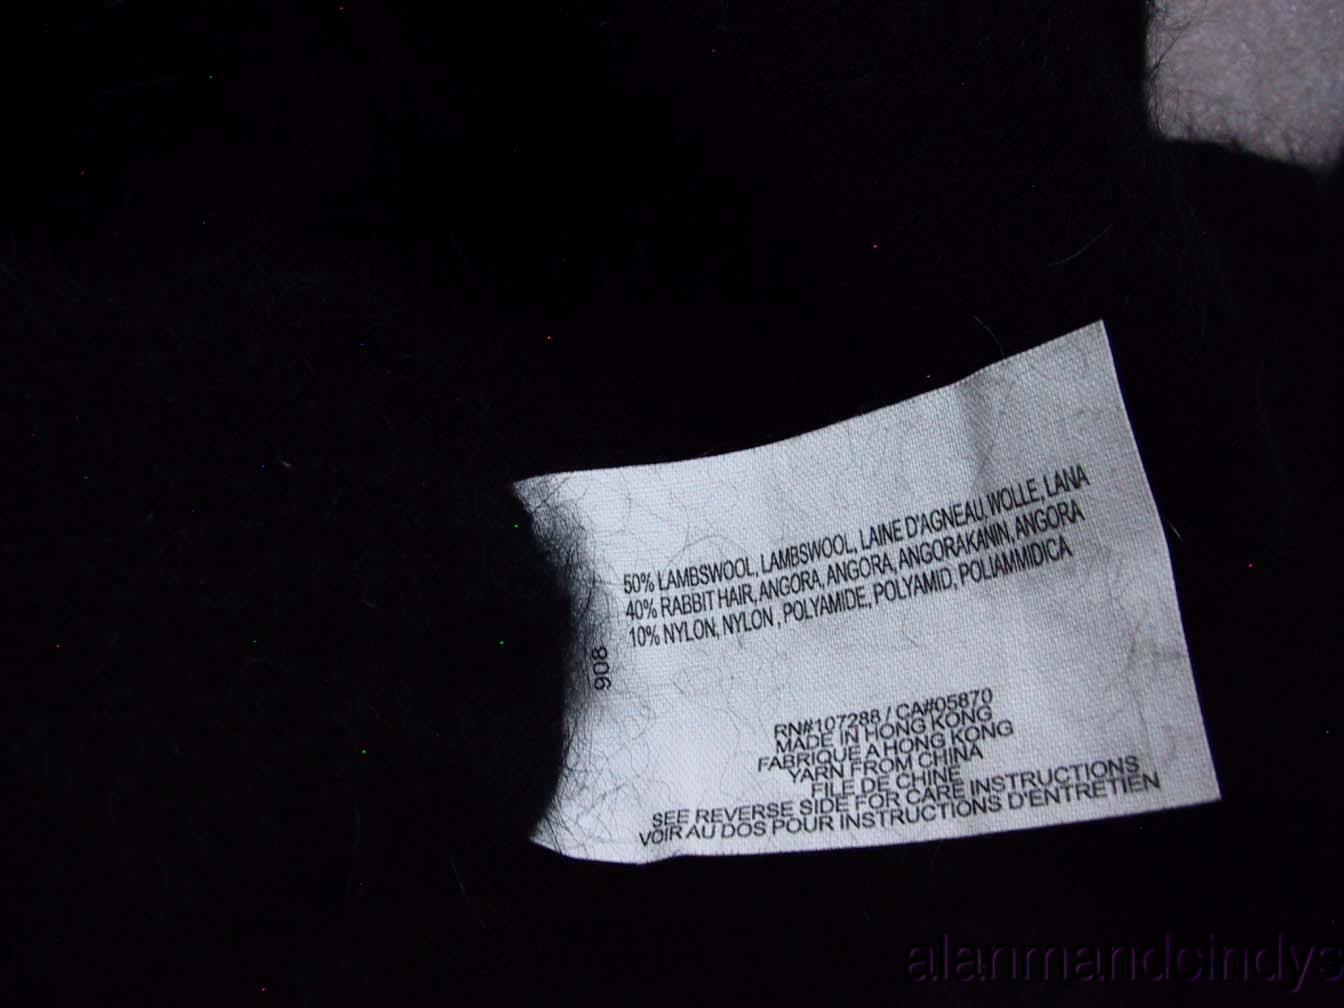 50% LAMBSWOOL, LAMBSWOOL, LAINE D'AGNEAU, WOLLE, LANA
40% RABBIT HAIR, ANGORA, ANGORA, ANGORAKANIN, ANGORA
10% NYLON, NYLON, POLYAMIDE, POLYAMID, POLIAMMIDICA
908
RN#107288 / CA#05870
MADE IN HONG KONG
FABRIQUE A HONG KONG
YARN FROM CHINA
FILE DE CHINE
SEE REVERSE SIDE FOR CARE INSTRUCTIONS
VOIR AU DOS POUR INSTRUCTIONS D'ENTRETIEN
alanmandcindys